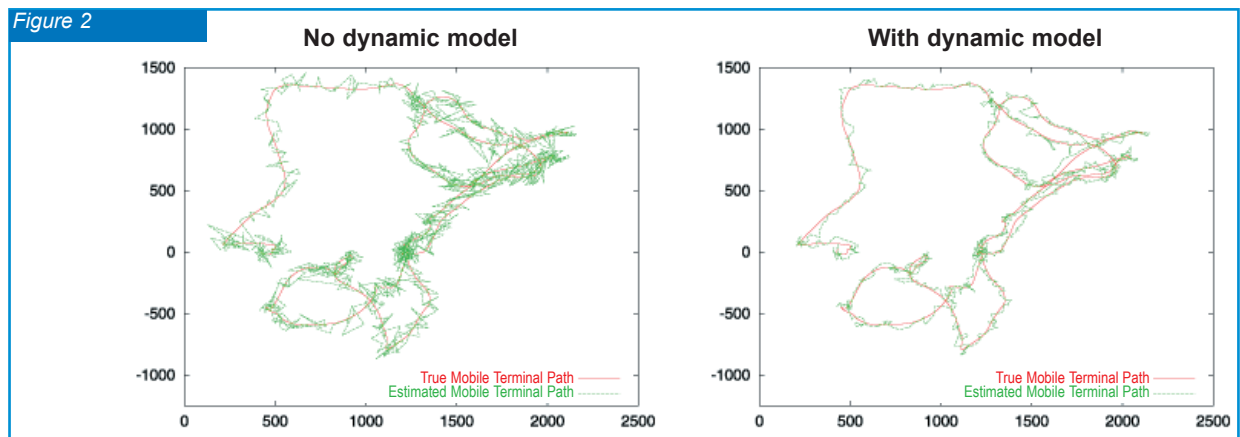 Figure 2
No dynamic model
1500
1000
500
0
-500
-1000
0 500 1000 1500 2000 2500
True Mobile Terminal Path
Estimated Mobile Terminal Path
With dynamic model
1500
1000
500
0
-500
-1000
0 500 1000 1500 2000 2500
True Mobile Terminal Path
Estimated Mobile Terminal Path